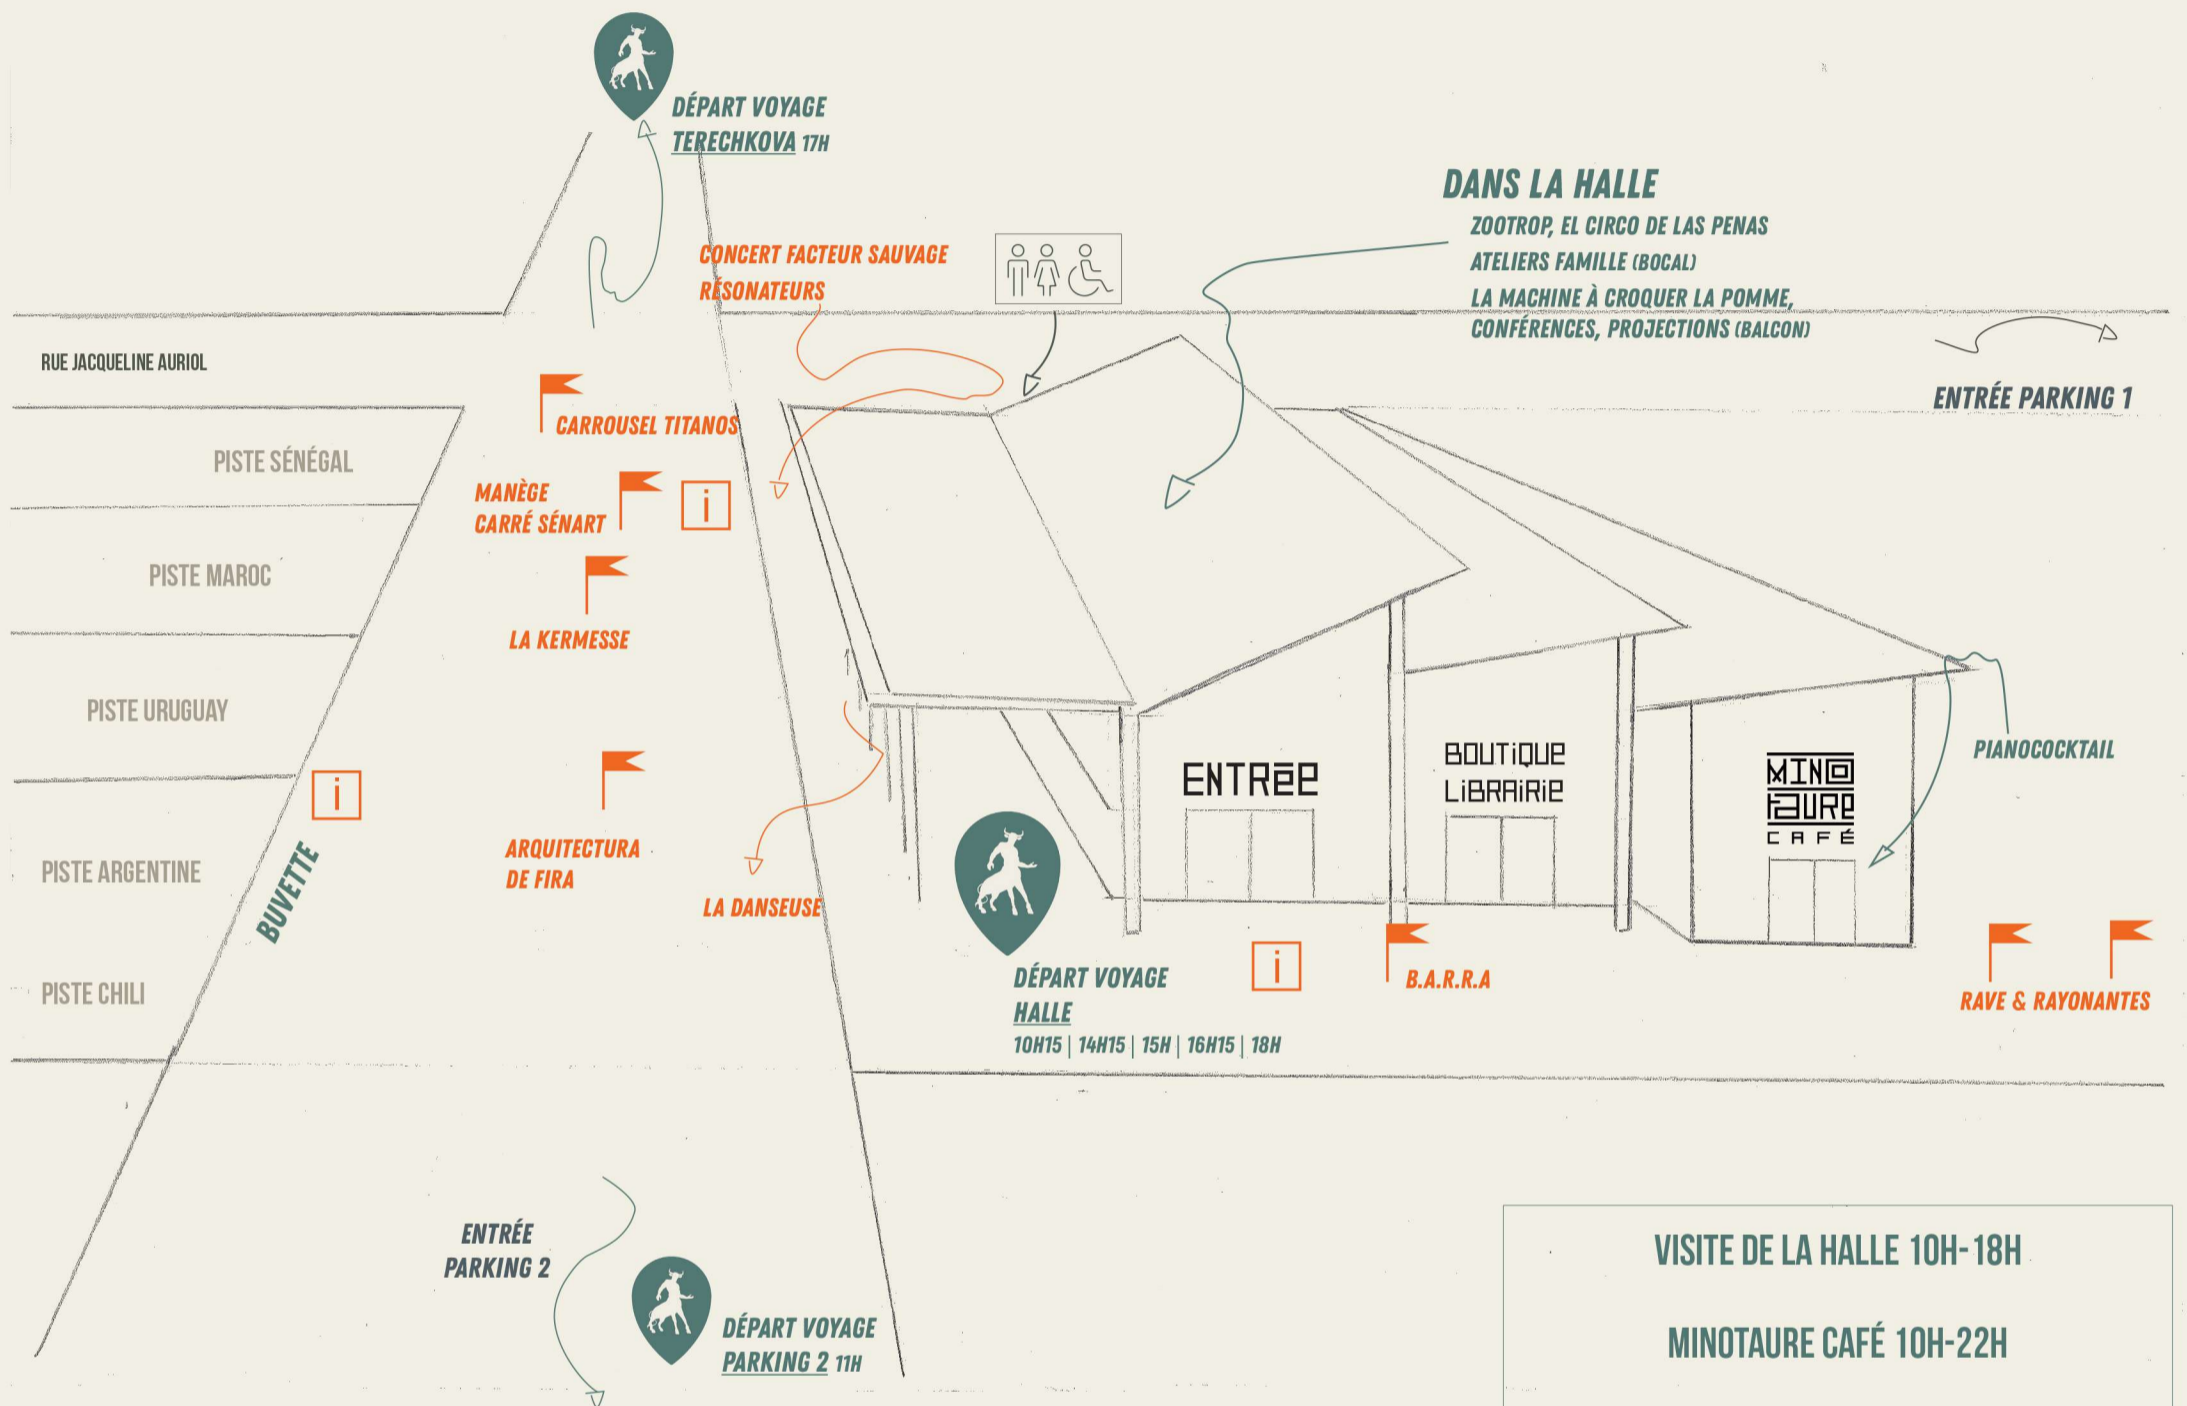 DÉPART VOYAGE
TERECHKOVA 17H
DANS LA HALLE
ZOOTROP, EL CIRCO DE LAS PENAS
ATELIERS FAMILLE (BOCAL)
LA MACHINE À CROQUER LA POMME,
CONFÉRENCES, PROJECTIONS (BALCON)
CONCERT FACTEUR SAUVAGE
RÉSONATEURS
RUE JACQUELINE AURIOL
ENTRÉE PARKING 1
CARROUSEL TITANOS
PISTE SÉNÉGAL
MANÈGE
CARRÉ SÉNART
i
PISTE MAROC
LA KERMESSE
PISTE URUGUAY
i
BUVETTE
ARQUITECTURA
DE FIRA
PISTE ARGENTINE
LA DANSEUSE
PISTE CHILI
ENTRÉE
BOUTIQUE
LIBRAIRIE
MINO
TAURE
CAFÉ
PIANOCOCKTAIL
DÉPART VOYAGE
HALLE
10H15 | 14H15 | 15H | 16H15 | 18H
i
B.A.R.R.A
RAVE & RAYONANTES
ENTRÉE
PARKING 2
DÉPART VOYAGE
PARKING 2 11H
VISITE DE LA HALLE 10H-18H
MINOTAURE CAFÉ 10H-22H